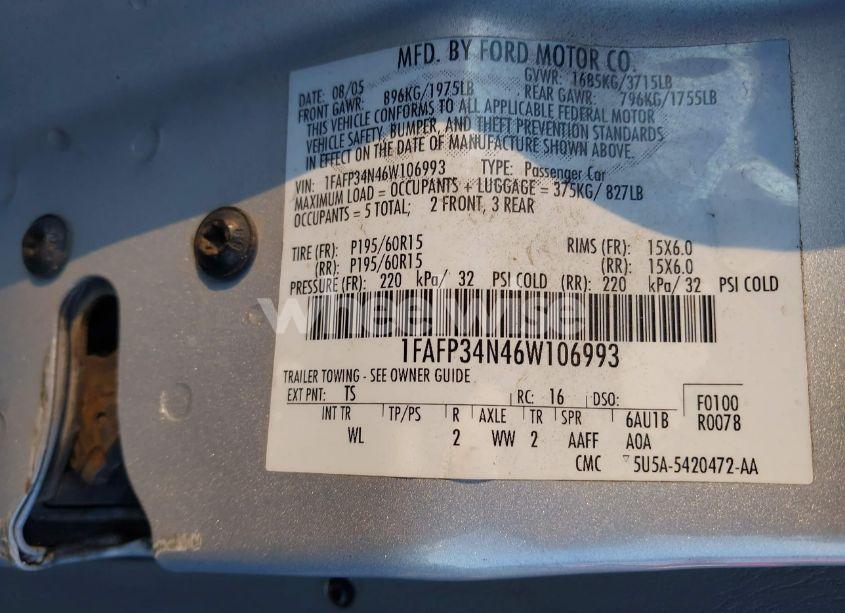 MFD. BY FORD MOTOR CO.
DATE: 08/05 GVWR: 1685KG/3715LB
FRONT GAWR: 896KG/1975LB REAR GAWR: 796KG/1755LB
THIS VEHICLE CONFORMS TO ALL APPLICABLE FEDERAL MOTOR
VEHICLE SAFETY, BUMPER, AND THEFT PREVENTION STANDARDS
IN EFFECT ON THE DATE OF MANUFACTURE SHOWN ABOVE.
VIN: 1FAFP34N46W106993 TYPE: Passenger Car
MAXIMUM LOAD = OCCUPANTS + LUGGAGE = 375KG/ 827LB
OCCUPANTS = 5 TOTAL; 2 FRONT, 3 REAR
TIRE (FR): P195/60R15 RIMS (FR): 15X6.0
(RR): P195/60R15 (RR): 15X6.0
PRESSURE (FR): 220 kPa/ 32 PSI COLD (RR): 220 kPa/ 32 PSI COLD
wheelwise
1FAFP34N46W106993
TRAILER TOWING - SEE OWNER GUIDE
EXT PNT: TS RC: 16 DSO: F0100
INT TR TP/PS R AXLE TR SPR 6AU1B R0078
WL 2 WW 2 AAFF A0A
CMC 5U5A-5420472-AA